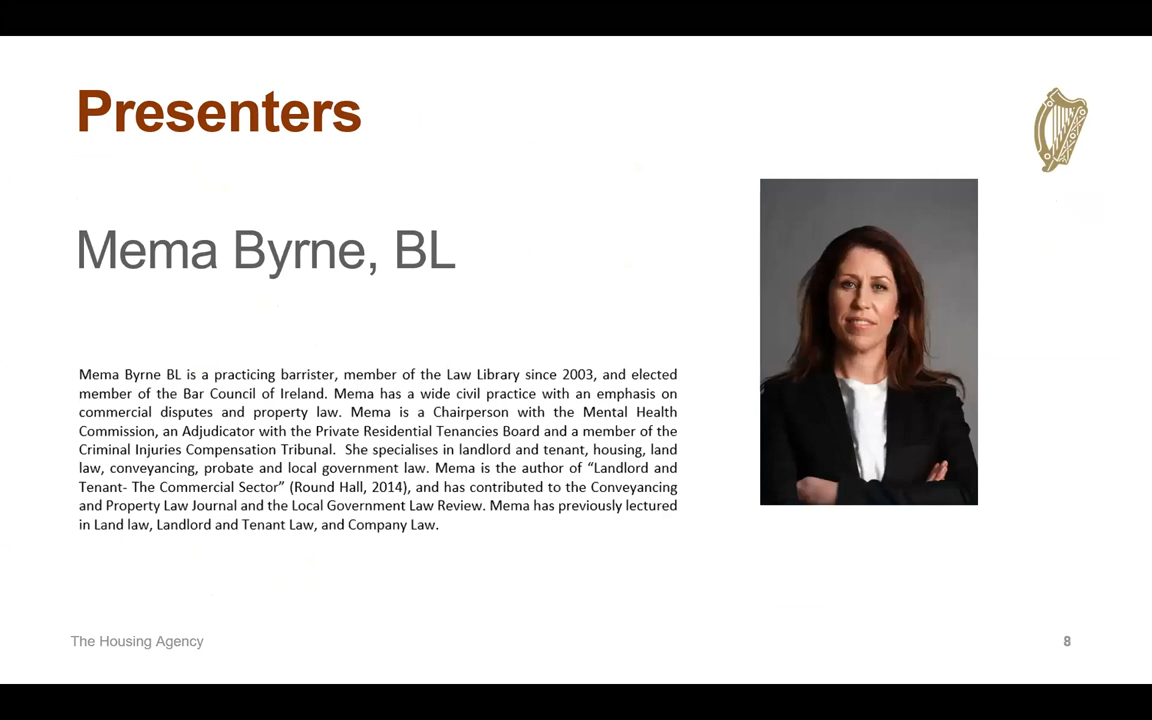 Presenters
Mema Byrne, BL
Mema Byrne BL is a practicing barrister, member of the Law Library since 2003, and elected
member of the Bar Council of Ireland. Mema has a wide civil practice with an emphasis on
commercial disputes and property law. Mema is a Chairperson with the Mental Health
Commission, an Adjudicator with the Private Residential Tenancies Board and a member of the
Criminal Injuries Compensation Tribunal.  She specialises in landlord and tenant, housing, land
law, conveyancing, probate and local government law. Mema is the author of “Landlord and
Tenant- The Commercial Sector” (Round Hall, 2014), and has contributed to the Conveyancing
and Property Law Journal and the Local Government Law Review. Mema has previously lectured
in Land law, Landlord and Tenant Law, and Company Law.
The Housing Agency
8